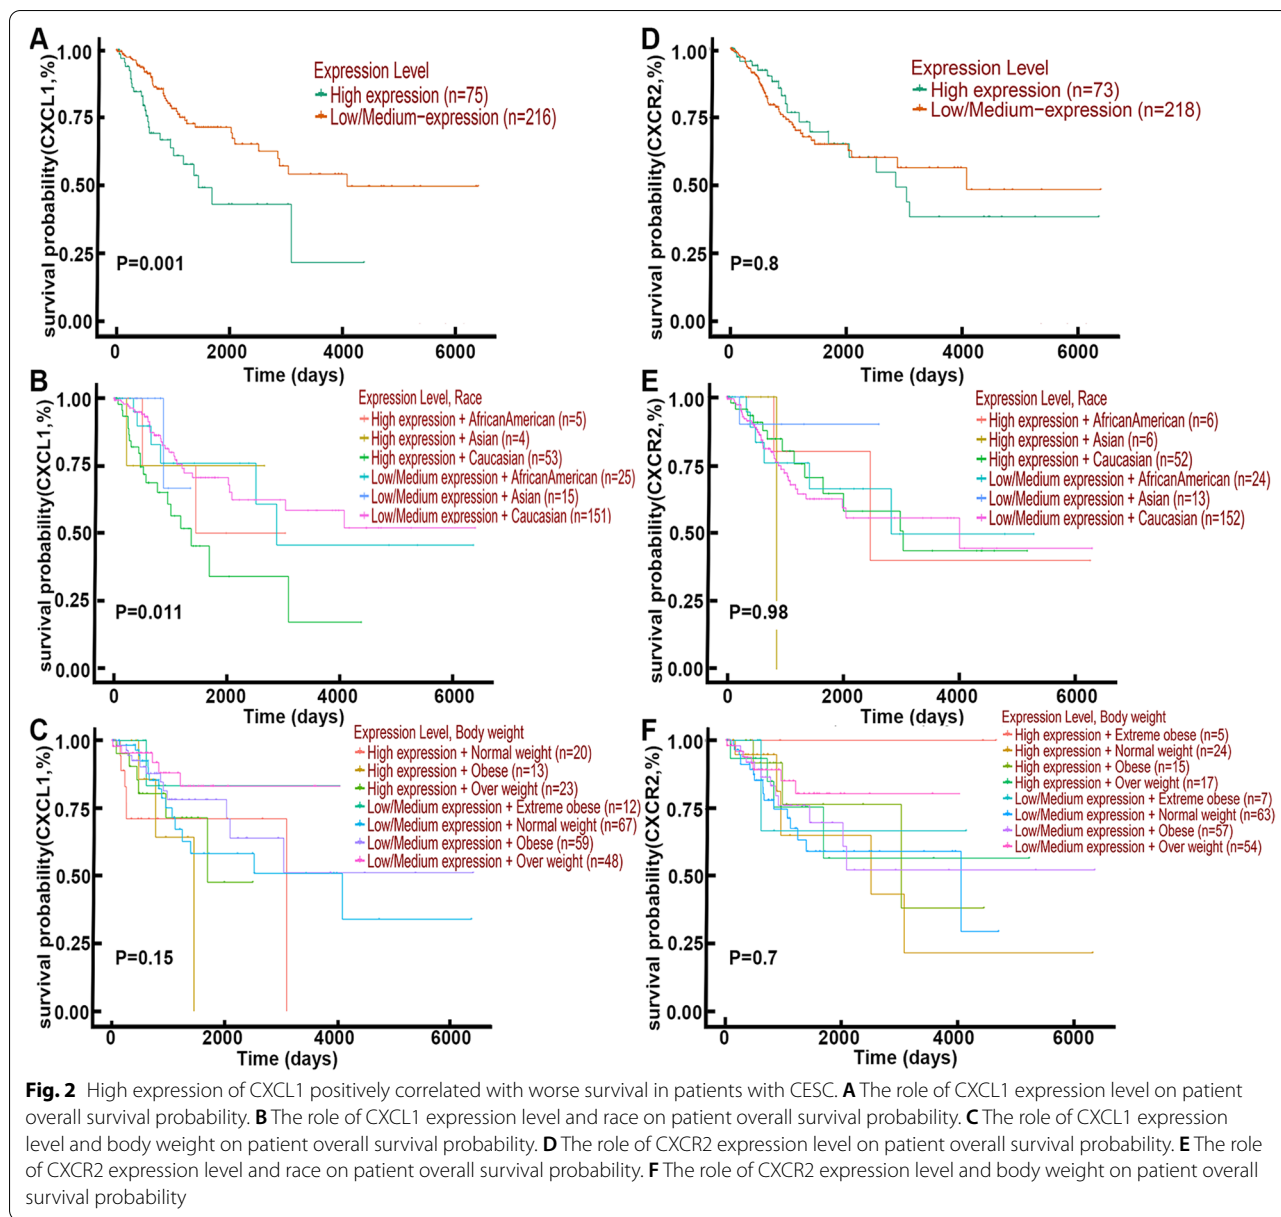 A
survival probability(CXCL1,%)
1.00
0.75
0.50
0.25
0.00
Expression Level
High expression (n=75)
Low/Medium−expression (n=216)
P=0.001
0 2000 4000 6000
Time (days)
D
survival probability(CXCR2,%)
1.00
0.75
0.50
0.25
0.00
Expression Level
High expression (n=73)
Low/Medium−expression (n=218)
P=0.8
0 2000 4000 6000
Time (days)
B
survival probability(CXCL1,%)
1.00
0.75
0.50
0.25
0.00
Expression Level, Race
High expression + AfricanAmerican (n=5)
High expression + Asian (n=4)
High expression + Caucasian (n=53)
Low/Medium expression + AfricanAmerican (n=25)
Low/Medium expression + Asian (n=15)
Low/Medium expression + Caucasian (n=151)
P=0.011
0 2000 4000 6000
Time (days)
E
survival probability(CXCR2,%)
1.00
0.75
0.50
0.25
0.00
Expression Level, Race
High expression + AfricanAmerican (n=6)
High expression + Asian (n=6)
High expression + Caucasian (n=52)
Low/Medium expression + AfricanAmerican (n=24)
Low/Medium expression + Asian (n=13)
Low/Medium expression + Caucasian (n=152)
P=0.98
0 2000 4000 6000
Time (days)
C
survival probability(CXCL1,%)
1.00
0.75
0.50
0.25
0.00
Expression Level, Body weight
High expression + Normal weight (n=20)
High expression + Obese (n=13)
High expression + Over weight (n=23)
Low/Medium expression + Extreme obese (n=12)
Low/Medium expression + Normal weight (n=67)
Low/Medium expression + Obese (n=59)
Low/Medium expression + Over weight (n=48)
P=0.15
0 2000 4000 6000
Time (days)
F
survival probability(CXCR2,%)
1.00
0.75
0.50
0.25
0.00
Expression Level, Body weight
High expression + Extreme obese (n=5)
High expression + Normal weight (n=24)
High expression + Obese (n=15)
High expression + Over weight (n=17)
Low/Medium expression + Extreme obese (n=7)
Low/Medium expression + Normal weight (n=63)
Low/Medium expression + Obese (n=57)
Low/Medium expression + Over weight (n=54)
P=0.7
0 2000 4000 6000
Time (days)
Fig. 2 High expression of CXCL1 positively correlated with worse survival in patients with CESC. A The role of CXCL1 expression level on patient
overall survival probability. B The role of CXCL1 expression level and race on patient overall survival probability. C The role of CXCL1 expression
level and body weight on patient overall survival probability. D The role of CXCR2 expression level on patient overall survival probability. E The role
of CXCR2 expression level and race on patient overall survival probability. F The role of CXCR2 expression level and body weight on patient overall
survival probability